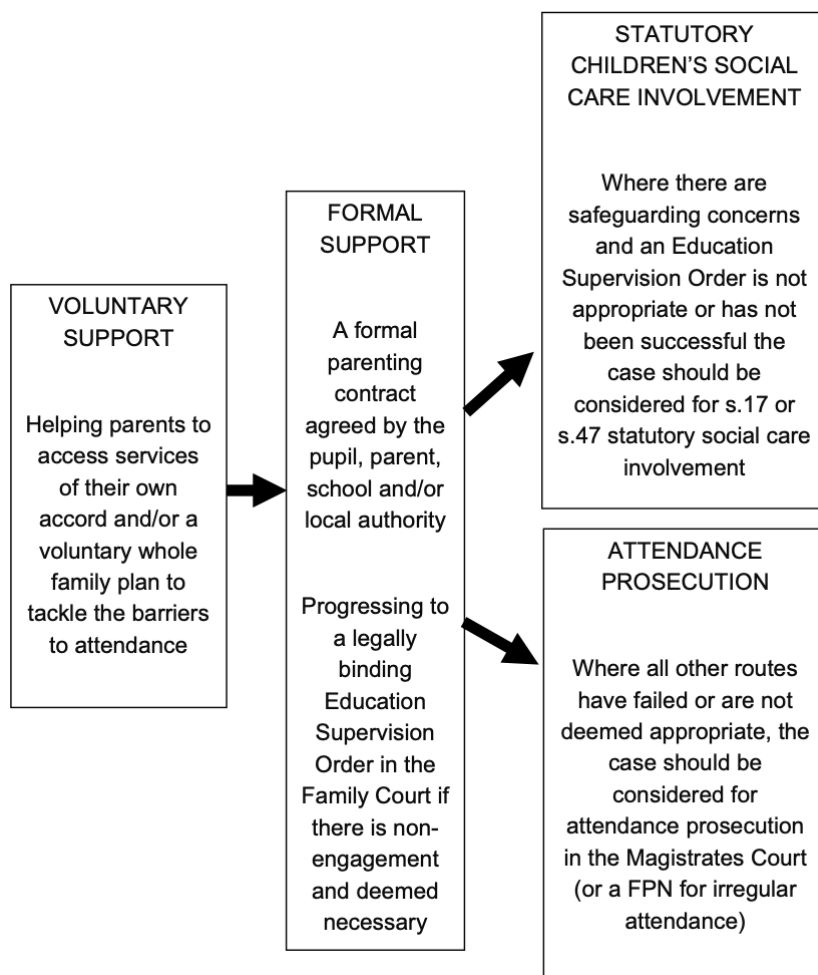 VOLUNTARY
SUPPORT
Helping parents to
access services
of their own
accord and/or a
voluntary whole
family plan to
tackle the barriers
to attendance
FORMAL
SUPPORT
A formal
parenting
contract
agreed by the
pupil, parent,
school and/or
local authority
Progressing to
a legally
binding
Education
Supervision
Order in the
Family Court if
there is non-
engagement
and deemed
necessary
STATUTORY
CHILDREN’S SOCIAL
CARE INVOLVEMENT
Where there are
safeguarding concerns
and an Education
Supervision Order is not
appropriate or has not
been successful the
case should be
considered for s.17 or
s.47 statutory social care
involvement
ATTENDANCE
PROSECUTION
Where all other routes
have failed or are not
deemed appropriate, the
case should be
considered for
attendance prosecution
in the Magistrates Court
(or a FPN for irregular
attendance)